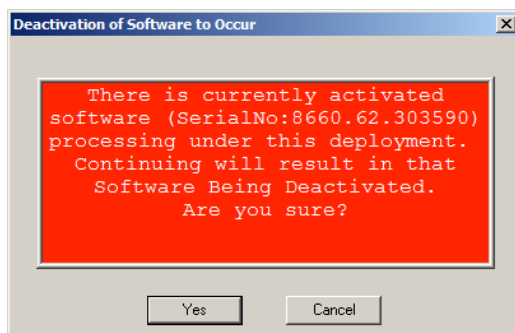 Deactivation of Software to Occur
There is currently activated
software (SerialNo:8660.62.303590)
processing under this deployment.
Continuing will result in that
Software Being Deactivated.
Are you sure?
Yes
Cancel